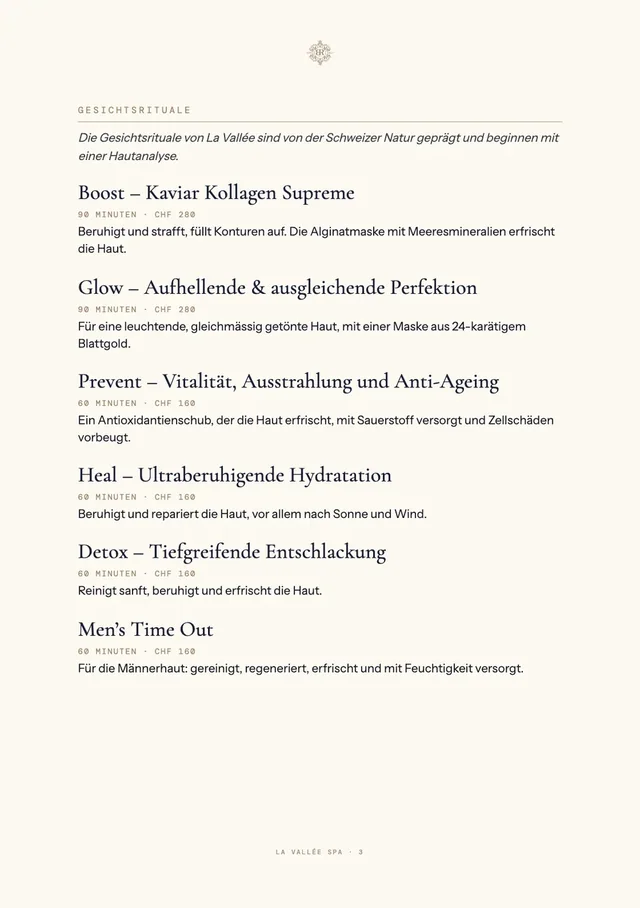 GESICHTSRITUALE
Die Gesichtsrituale von La Vallée sind von der Schweizer Natur geprägt und beginnen mit
einer Hautanalyse.
Boost – Kaviar Kollagen Supreme
90 MINUTEN · CHF 280
Beruhigt und strafft, füllt Konturen auf. Die Alginatmaske mit Meeresmineralien erfrischt
die Haut.
Glow – Aufhellende & ausgleichende Perfektion
90 MINUTEN · CHF 280
Für eine leuchtende, gleichmässig getönte Haut, mit einer Maske aus 24-karätigem
Blattgold.
Prevent – Vitalität, Ausstrahlung und Anti-Ageing
60 MINUTEN · CHF 160
Ein Antioxidantienschub, der die Haut erfrischt, mit Sauerstoff versorgt und Zellschäden
vorbeugt.
Heal – Ultraberuhigende Hydratation
60 MINUTEN · CHF 160
Beruhigt und repariert die Haut, vor allem nach Sonne und Wind.
Detox – Tiefgreifende Entschlackung
60 MINUTEN · CHF 160
Reinigt sanft, beruhigt und erfrischt die Haut.
Men’s Time Out
60 MINUTEN · CHF 160
Für die Männerhaut: gereinigt, regeneriert, erfrischt und mit Feuchtigkeit versorgt.
LA VALLÉE SPA · 3